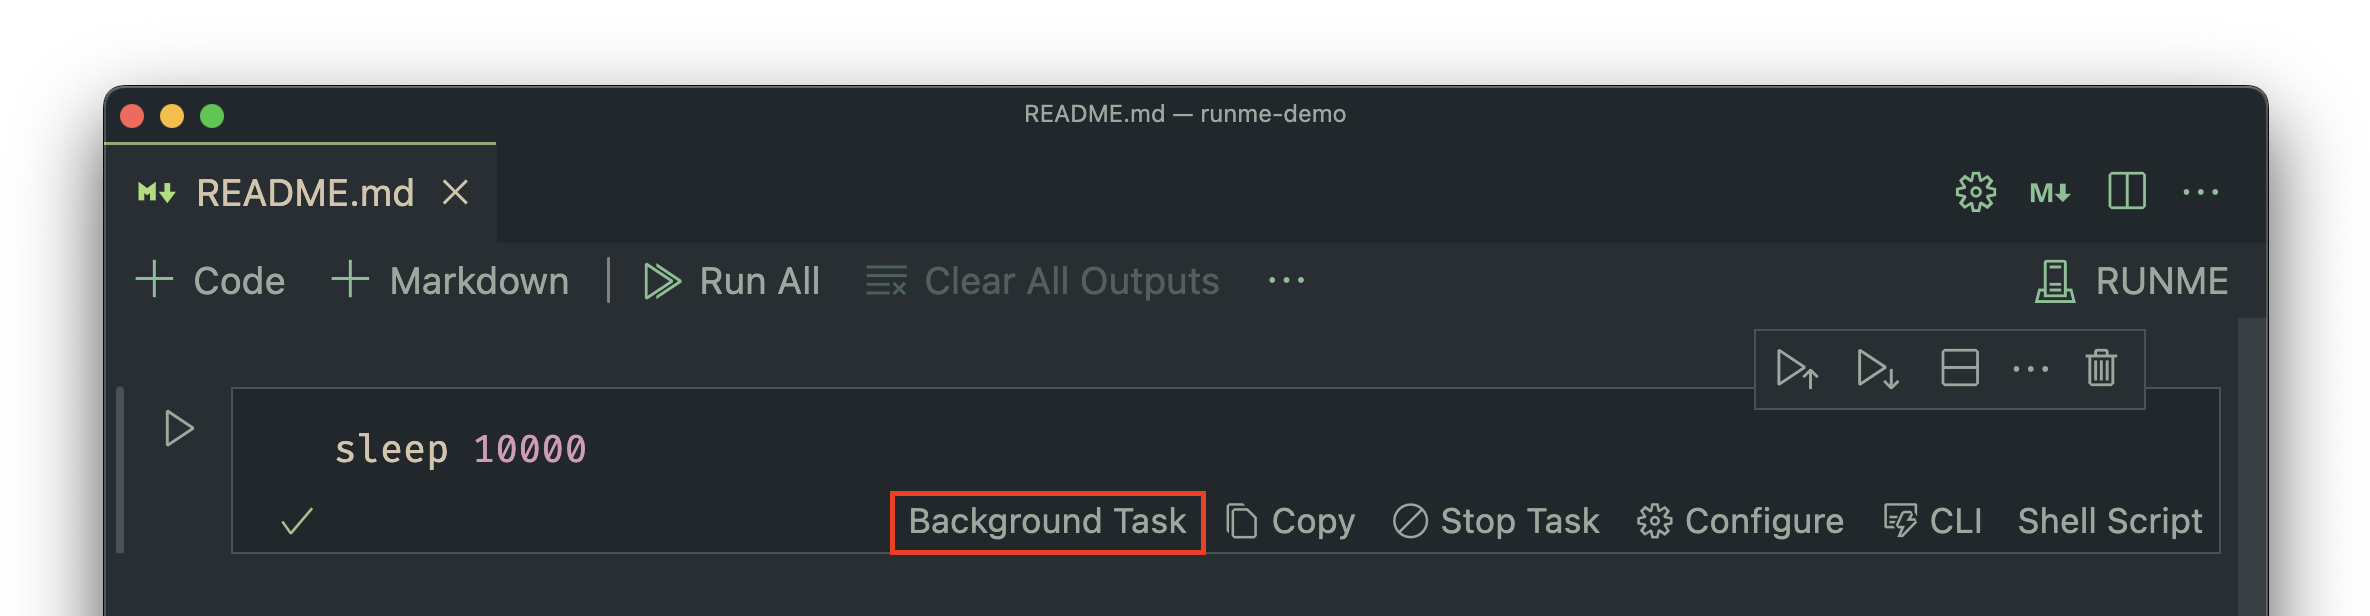 README.md — runme-demo
README.md
M
Code Markdown Run All Clear All Outputs RUNME
sleep 10000
Background Task Copy Stop Task Configure CLI Shell Script